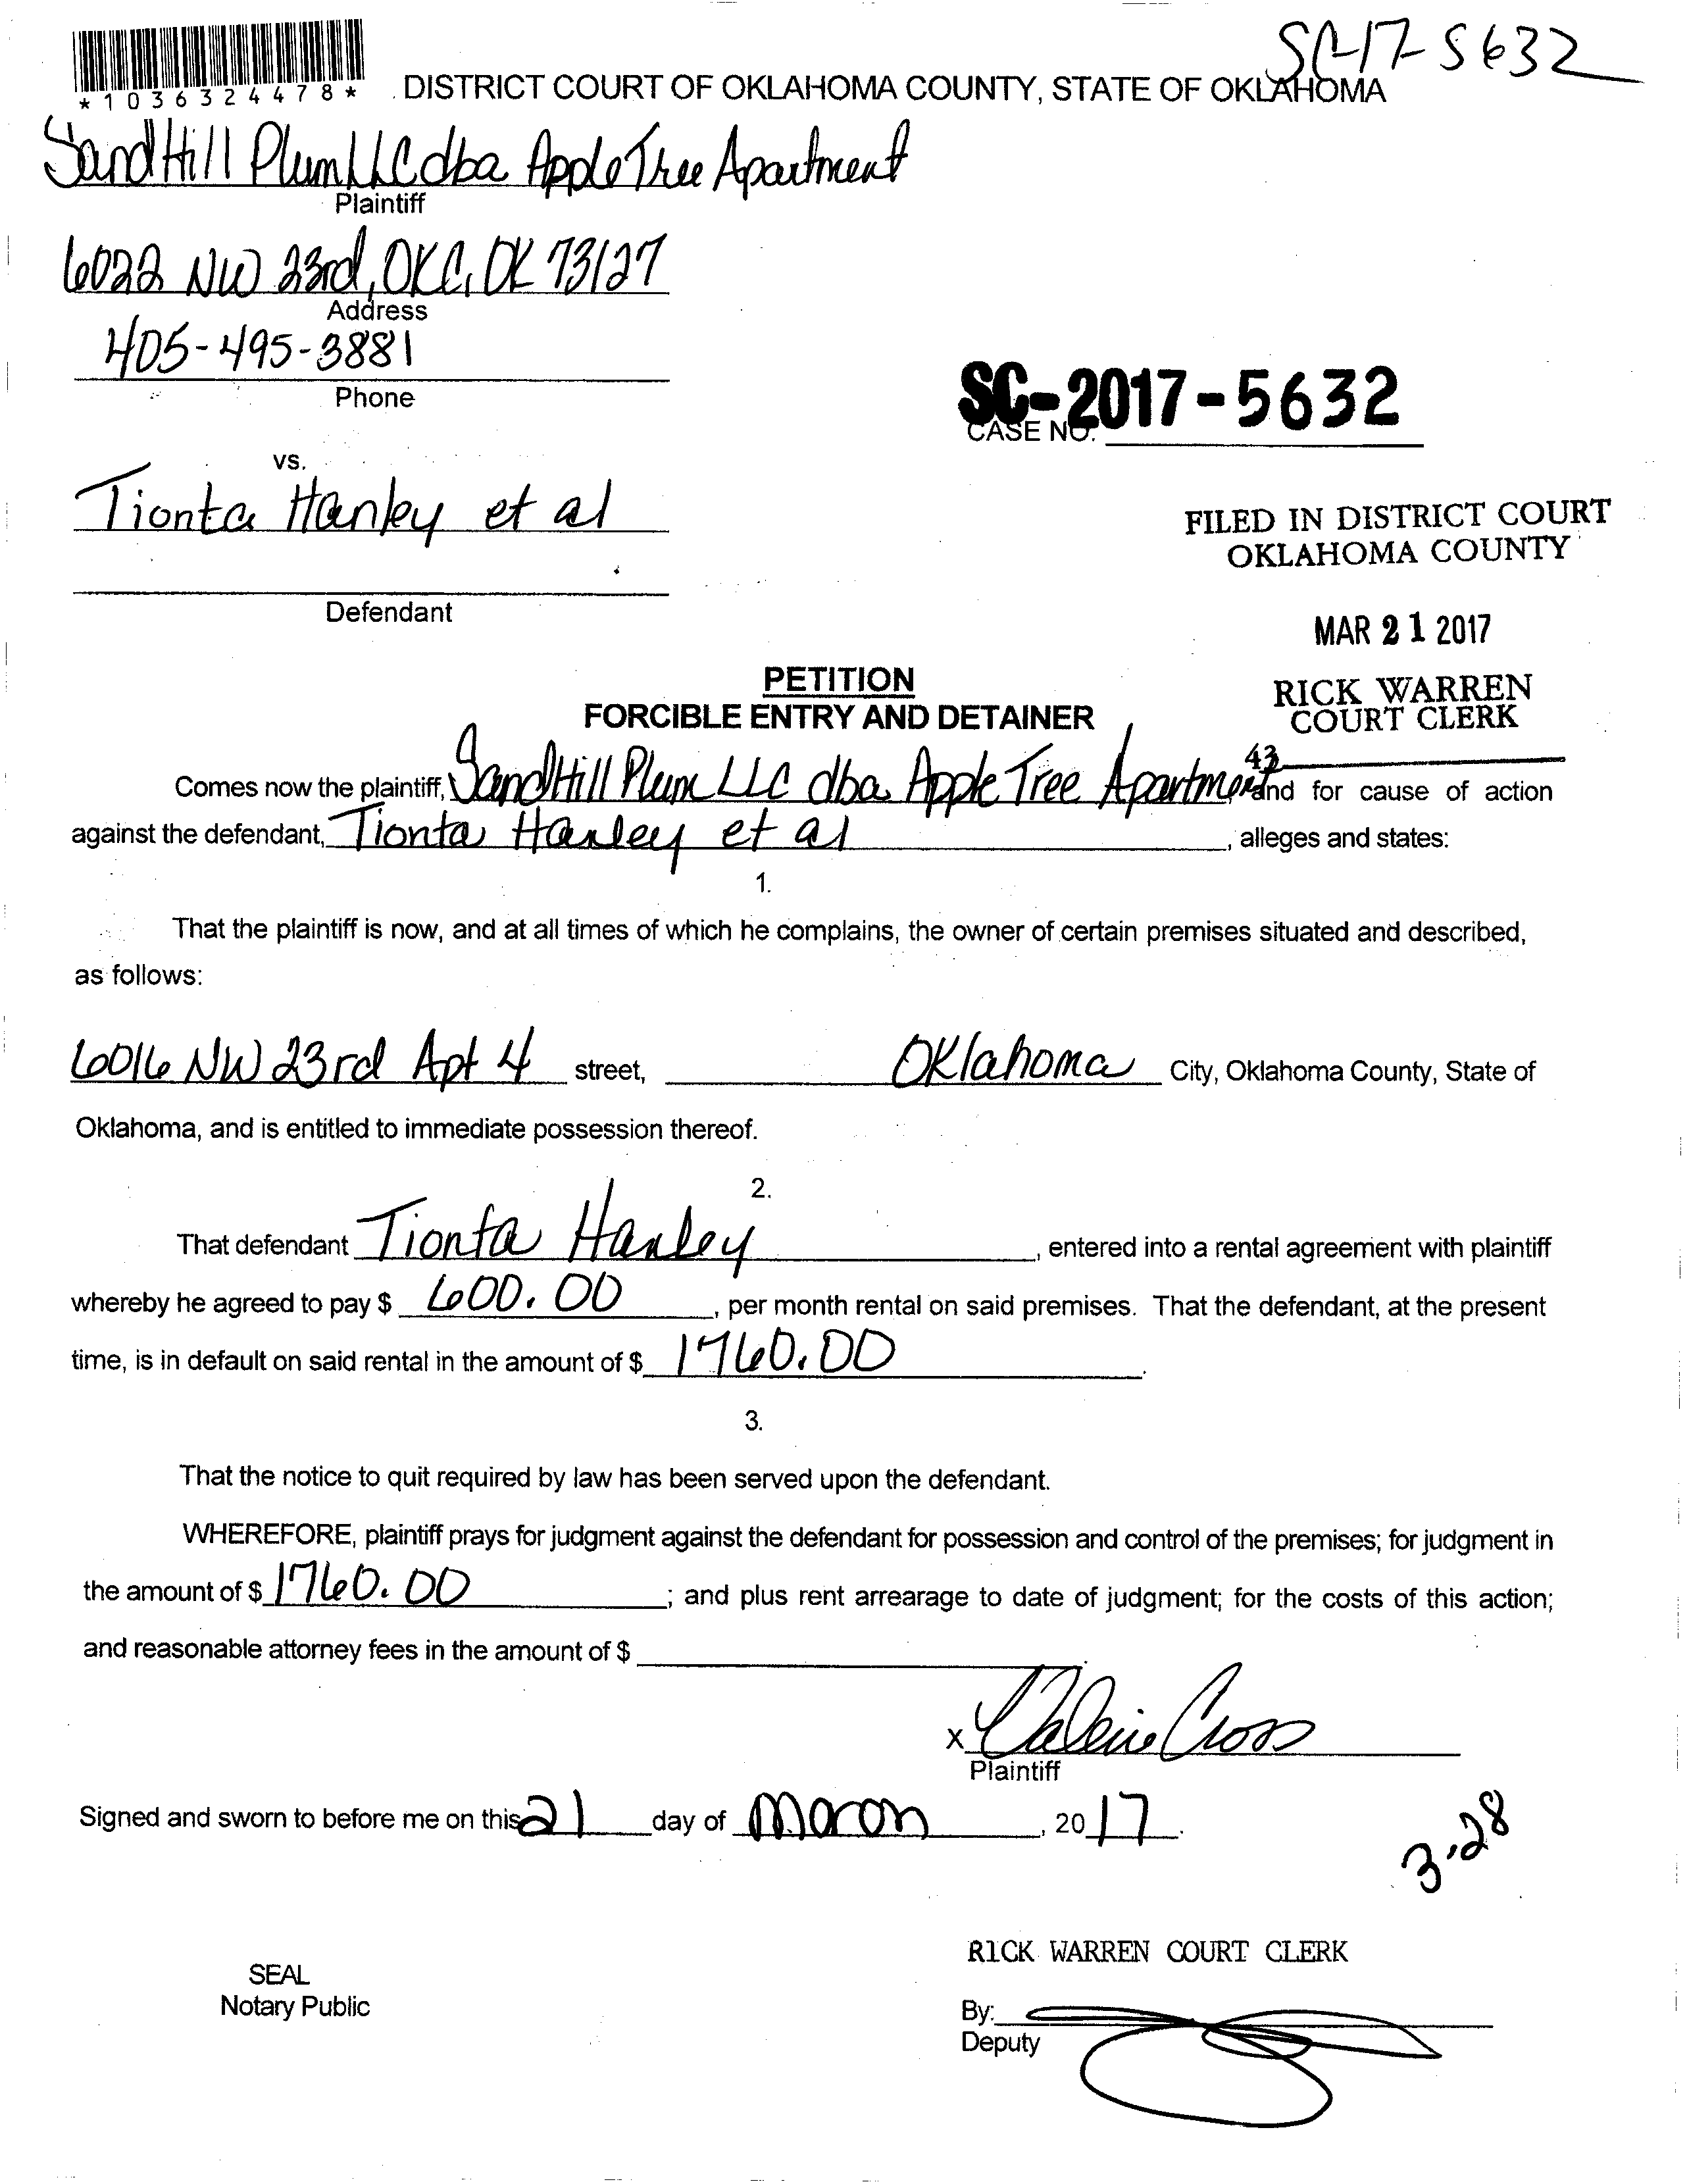 SC-17-5632
*1036324478*
DISTRICT COURT OF OKLAHOMA COUNTY, STATE OF OKLAHOMA
SandHill Plum LLC dba Apple Tree Apartment
Plaintiff
6022 NW 23rd, OKC, OK 73127
Address
405-495-3881
Phone
SC-2017-5632
CASE NO.
vs.
Tionta Hanley et al
Defendant
FILED IN DISTRICT COURT
OKLAHOMA COUNTY
MAR 21 2017
RICK WARREN
COURT CLERK
43
PETITION
FORCIBLE ENTRY AND DETAINER
Comes now the plaintiff, SandHill Plum LLC dba Apple Tree Apartment and for cause of action
against the defendant, Tionta Hanley et al, alleges and states:
1.
That the plaintiff is now, and at all times of which he complains, the owner of certain premises situated and described,
as follows:
6016 NW 23rd Apt 4 street, Oklahoma City, Oklahoma County, State of
Oklahoma, and is entitled to immediate possession thereof.
2.
That defendant Tionta Hanley, entered into a rental agreement with plaintiff
whereby he agreed to pay $ 600.00, per month rental on said premises. That the defendant, at the present
time, is in default on said rental in the amount of $ 1760.00.
3.
That the notice to quit required by law has been served upon the defendant.
WHEREFORE, plaintiff prays for judgment against the defendant for possession and control of the premises; for judgment in
the amount of $ 1760.00; and plus rent arrearage to date of judgment; for the costs of this action;
and reasonable attorney fees in the amount of $
x Valerie Cross
Plaintiff
Signed and sworn to before me on this 21 day of March, 2017.
3.28
RICK WARREN COURT CLERK
SEAL
Notary Public
By:
Deputy